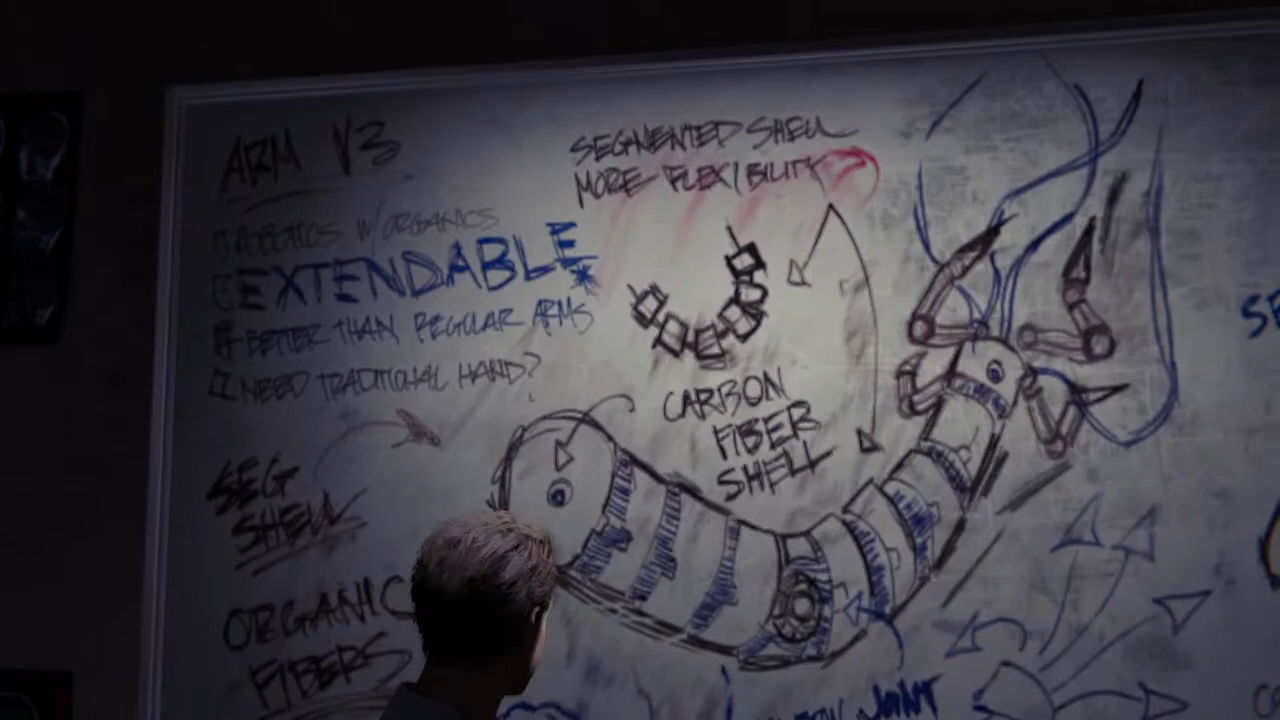 ARM V3
ROBOTICS W/ORGANICS
EXTENDABLE*
BETTER THAN REGULAR ARMS
NEED TRADITIONAL HAND?
SEGMENTED SHELL
MORE FLEXIBILITY
CARBON
FIBER
SHELL
SEG
SHELL
ORGANIC
FIBERS
JOINT